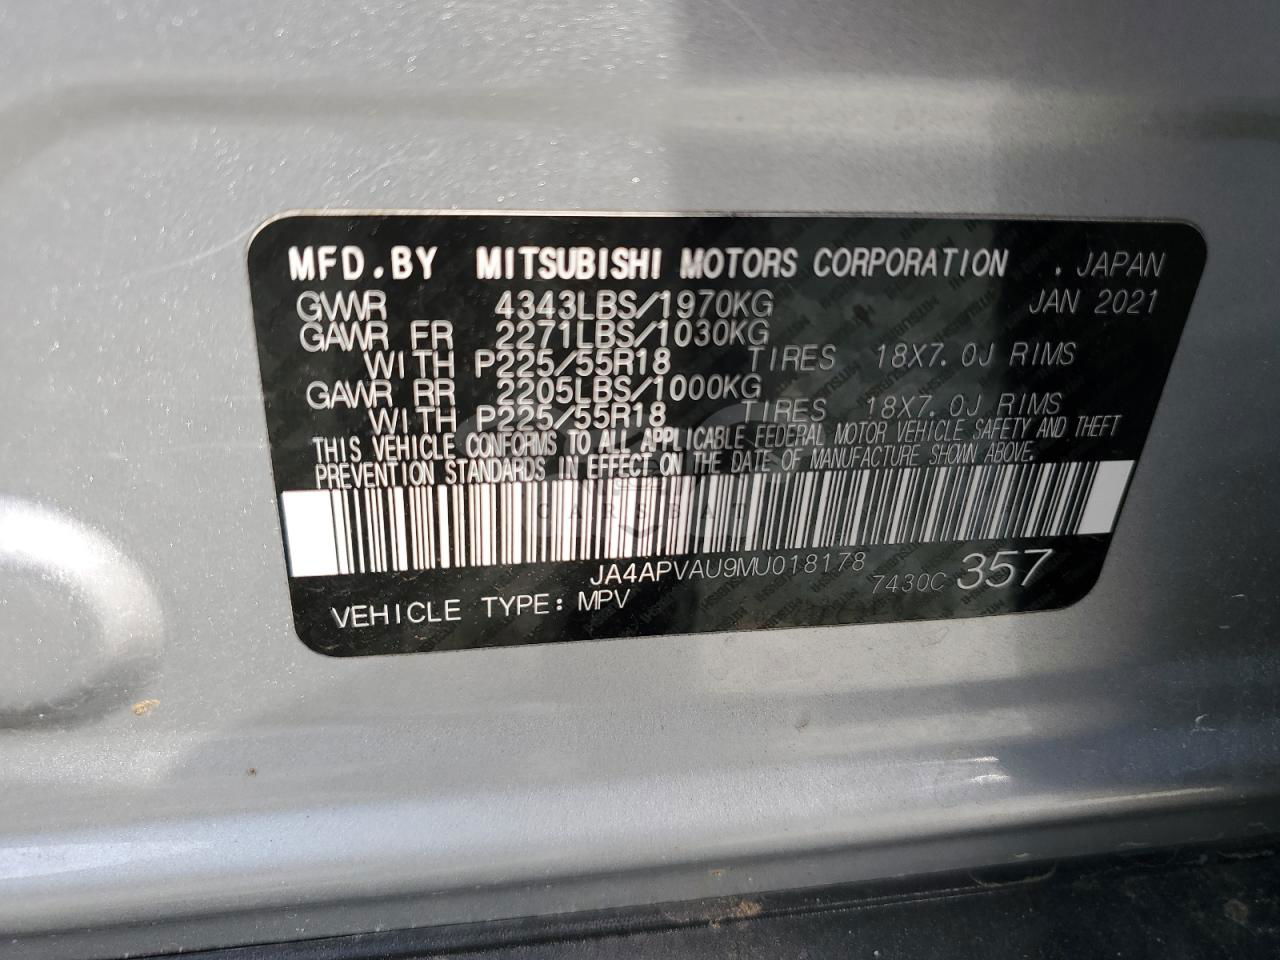 MFD.BY MITSUBISHI MOTORS CORPORATION .JAPAN
GVWR 4343LBS/1970KG JAN 2021
GAWR FR 2271LBS/1030KG
WITH P225/55R18 TIRES 18X7.0J RIMS
GAWR RR 2205LBS/1000KG
WITH P225/55R18 TIRES 18X7.0J RIMS
THIS VEHICLE CONFORMS TO ALL APPLICABLE FEDERAL MOTOR VEHICLE SAFETY AND THEFT
PREVENTION STANDARDS IN EFFECT ON THE DATE OF MANUFACTURE SHOWN ABOVE.
JA4APVAU9MU018178
7430C 357
VEHICLE TYPE: MPV